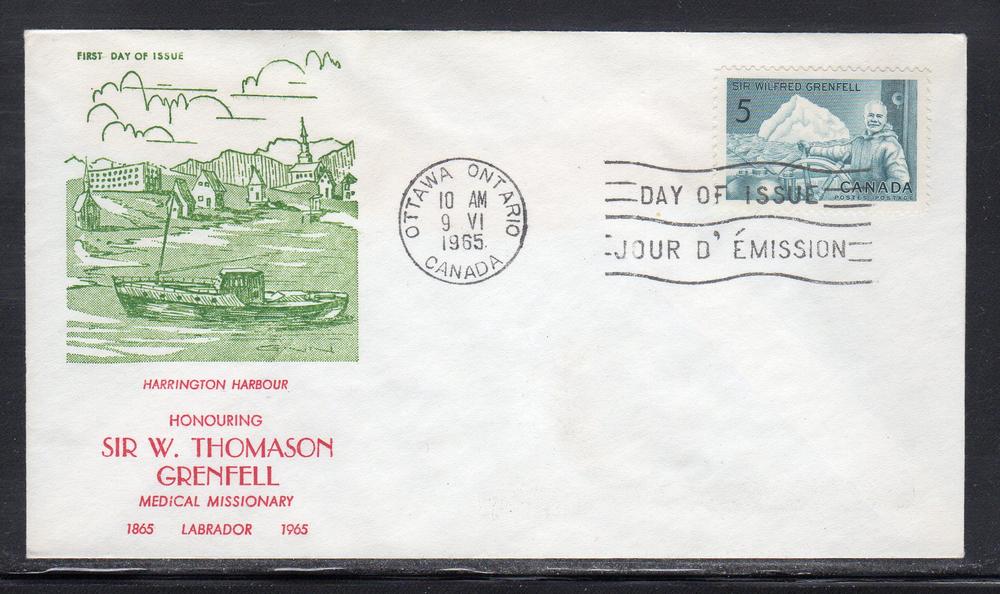 FIRST DAY OF ISSUE
HARRINGTON HARBOUR
HONOURING
SIR W. THOMASON
GRENFELL
MEDICAL MISSIONARY
1865 LABRADOR 1965
OTTAWA ONTARIO
10 AM
9 VI
1965
CANADA
SIR WILFRED GRENFELL
5
CANADA
POSTES POSTAGE
DAY OF ISSUE
JOUR D' ÉMISSION